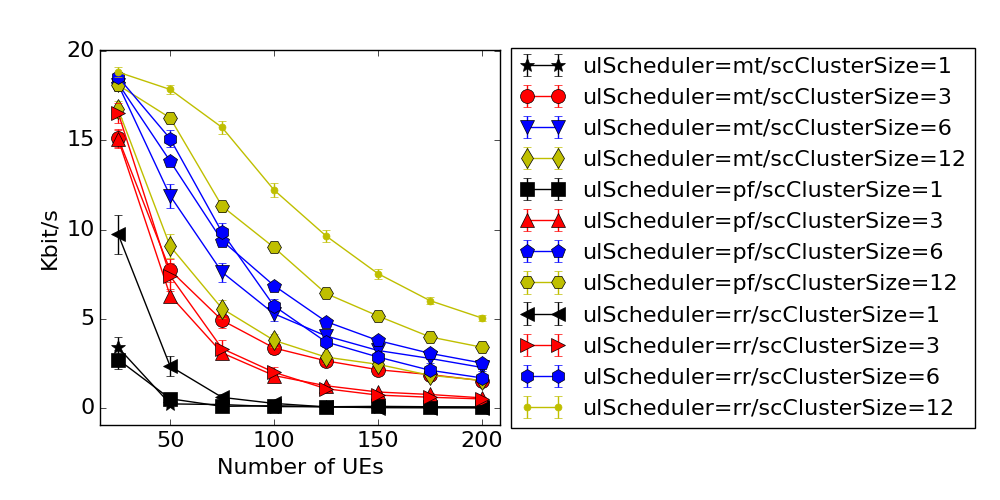 20
15
10
5
0
Kbit/s
50
100
150
200
Number of UEs
ulScheduler=mt/scClusterSize=1
ulScheduler=mt/scClusterSize=3
ulScheduler=mt/scClusterSize=6
ulScheduler=mt/scClusterSize=12
ulScheduler=pf/scClusterSize=1
ulScheduler=pf/scClusterSize=3
ulScheduler=pf/scClusterSize=6
ulScheduler=pf/scClusterSize=12
ulScheduler=rr/scClusterSize=1
ulScheduler=rr/scClusterSize=3
ulScheduler=rr/scClusterSize=6
ulScheduler=rr/scClusterSize=12